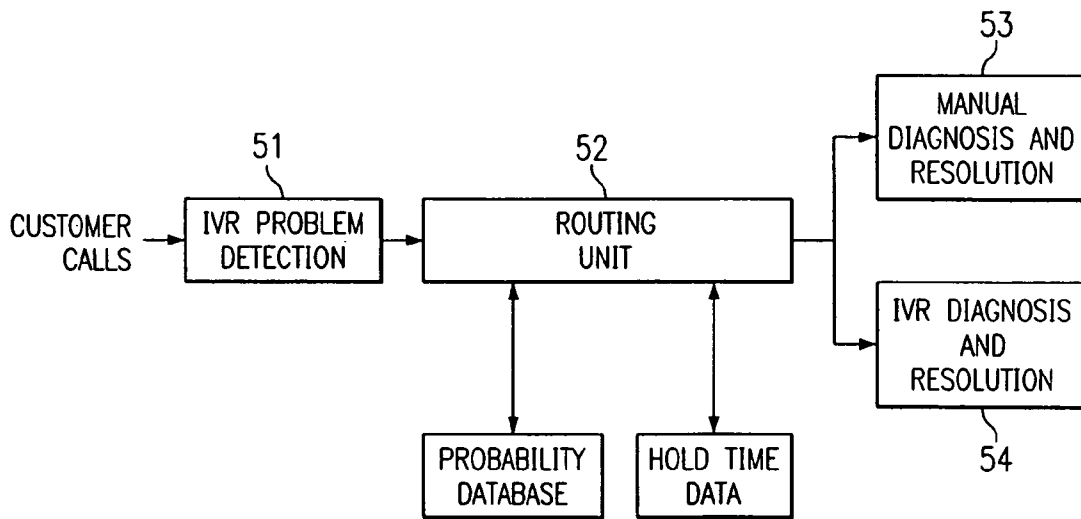 53
MANUAL
DIAGNOSIS AND
RESOLUTION
51
52
CUSTOMER
CALLS
IVR PROBLEM
DETECTION
ROUTING
UNIT
IVR DIAGNOSIS
AND
RESOLUTION
54
PROBABILITY
DATABASE
HOLD TIME
DATA